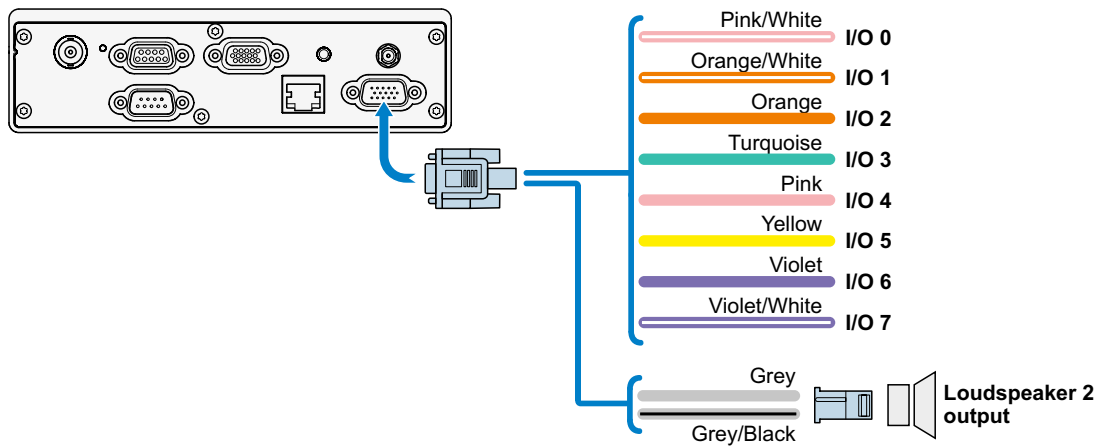 Pink/White
I/O 0
Orange/White
I/O 1
Orange
I/O 2
Turquoise
I/O 3
Pink
I/O 4
Yellow
I/O 5
Violet
I/O 6
Violet/White
I/O 7
Grey
Grey/Black
Loudspeaker 2
output